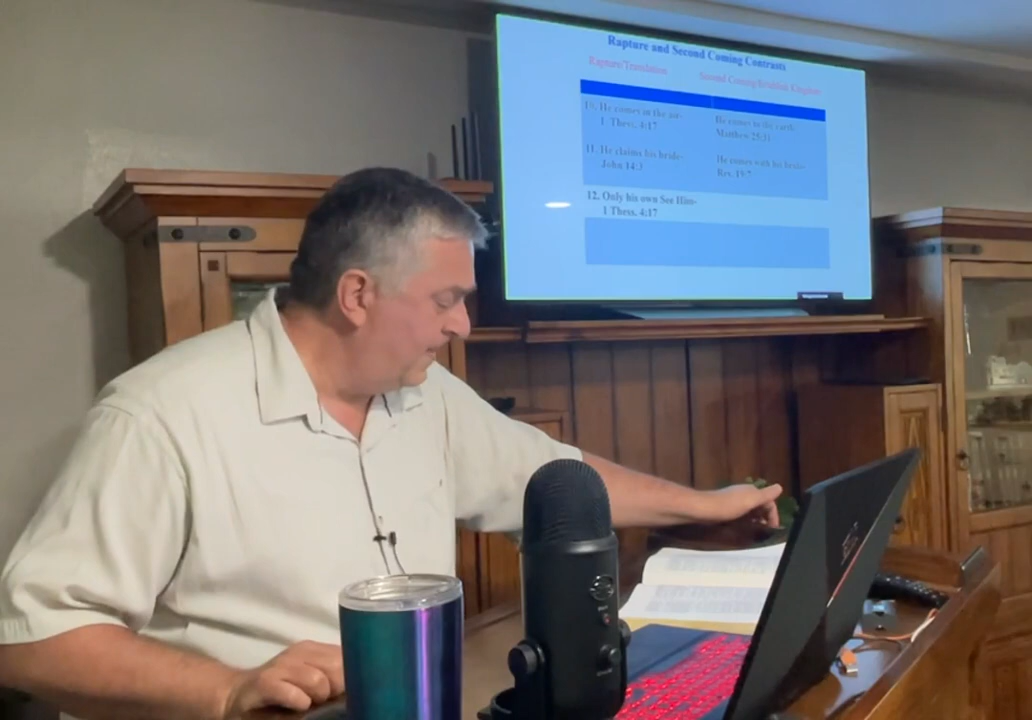 Rapture and Second Coming Contrasts
Rapture/Translation
Second Coming/Establish Kingdom
10. He comes in the air-
1 Thess. 4:17
He comes to the earth-
Matthew 25:31
11. He claims his bride-
John 14:3
He comes with his bride-
Rev. 19:7
12. Only his own See Him-
1 Thess. 4:17